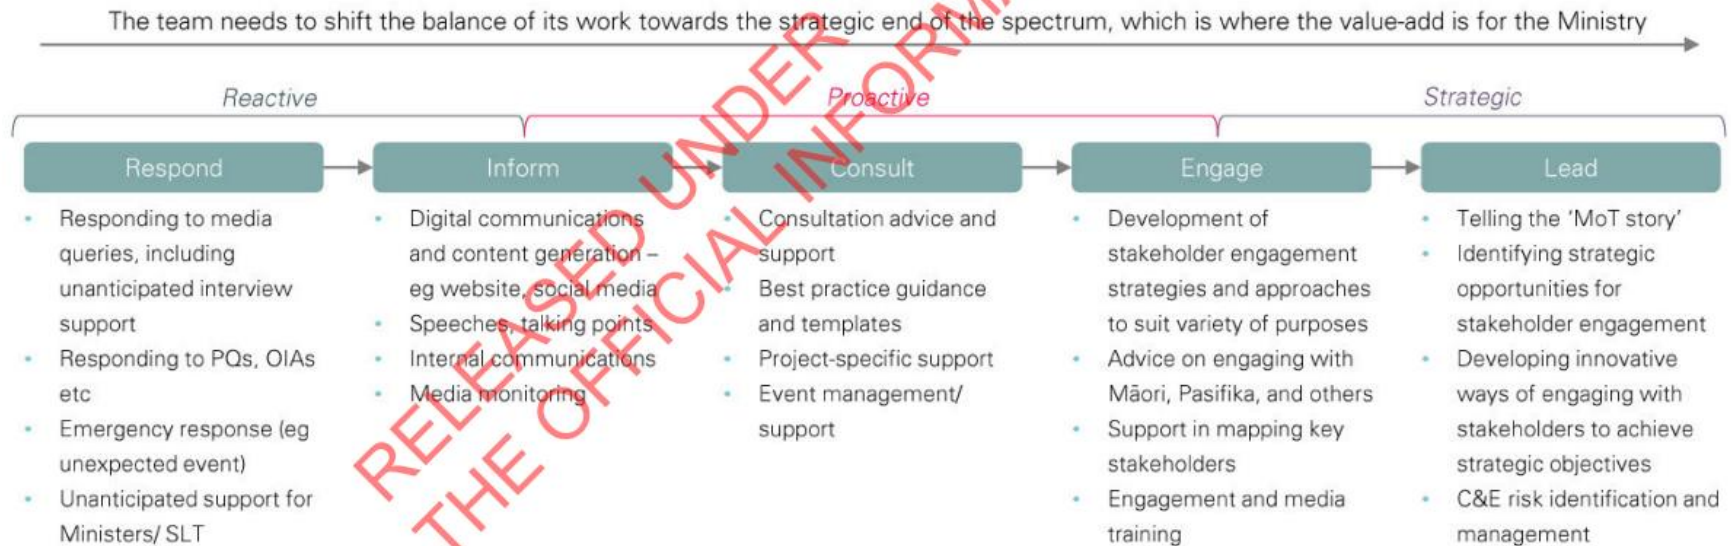 The team needs to shift the balance of its work towards the strategic end of the spectrum, which is where the value-add is for the Ministry
Reactive
Proactive
Strategic
Respond
Inform
Consult
Engage
Lead
• Responding to media
queries, including
unanticipated interview
support
• Responding to PQs, OIAs
etc
• Emergency response (eg
unexpected event)
• Unanticipated support for
Ministers/ SLT
• Digital communications
and content generation –
eg website, social media
• Speeches, talking points
• Internal communications
• Media monitoring
• Consultation advice and
support
• Best practice guidance
and templates
• Project-specific support
• Event management/
support
• Development of
stakeholder engagement
strategies and approaches
to suit variety of purposes
• Advice on engaging with
Māori, Pasifika, and others
• Support in mapping key
stakeholders
• Engagement and media
training
• Telling the ‘MoT story’
• Identifying strategic
opportunities for
stakeholder engagement
• Developing innovative
ways of engaging with
stakeholders to achieve
strategic objectives
• C&E risk identification and
management
RELEASED UNDER
THE OFFICIAL INFORMA